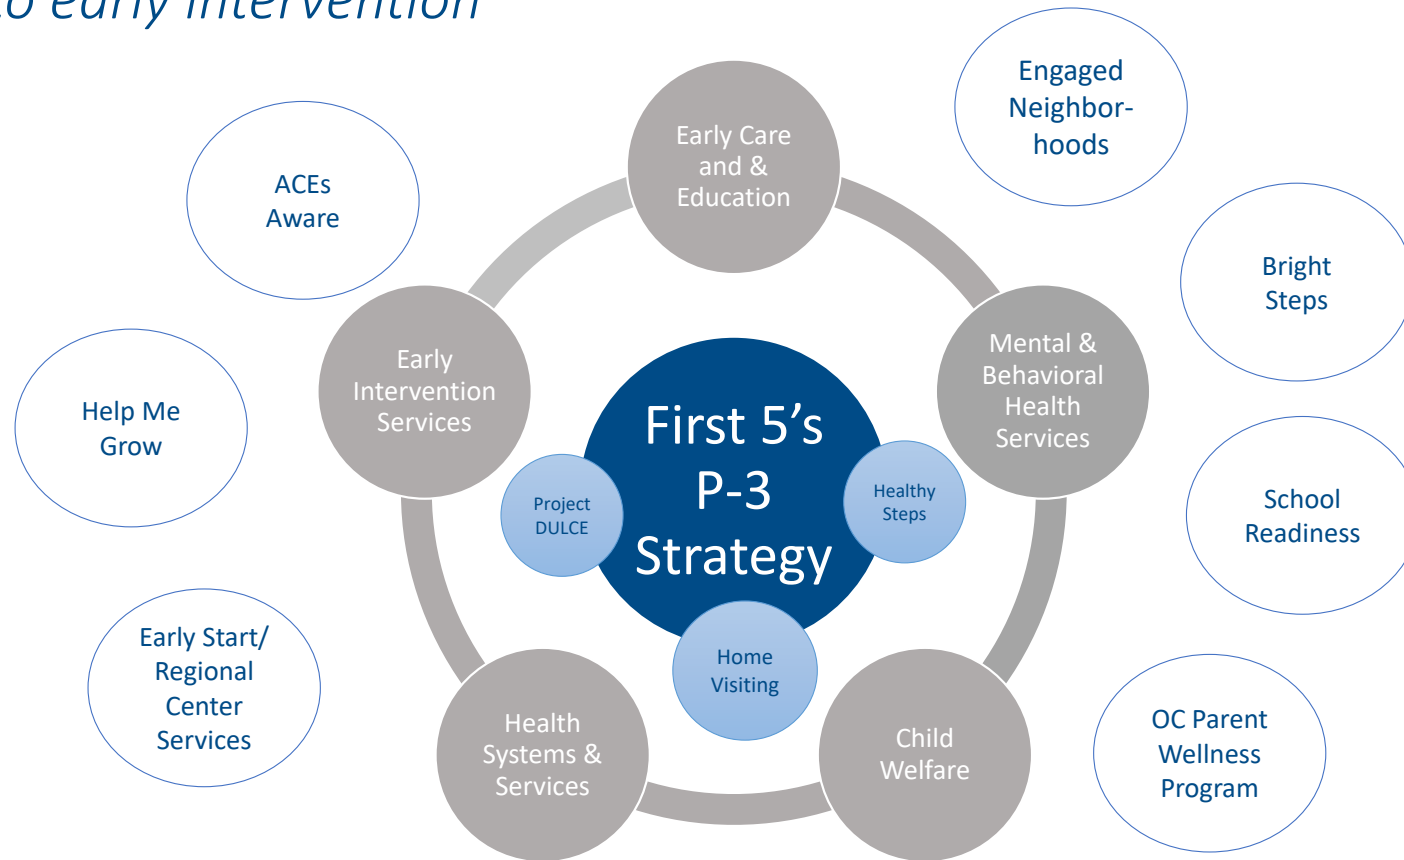 to early intervention
Engaged
Neighbor-
hoods
Early Care
and &
Education
ACEs
Aware
Bright
Steps
Mental &
Behavioral
Health
Services
Early
Intervention
Services
Help Me
Grow
First 5’s
P-3
Strategy
Healthy
Steps
Project
DULCE
School
Readiness
Early Start/
Regional
Center
Services
Home
Visiting
Health
Systems &
Services
Child
Welfare
OC Parent
Wellness
Program